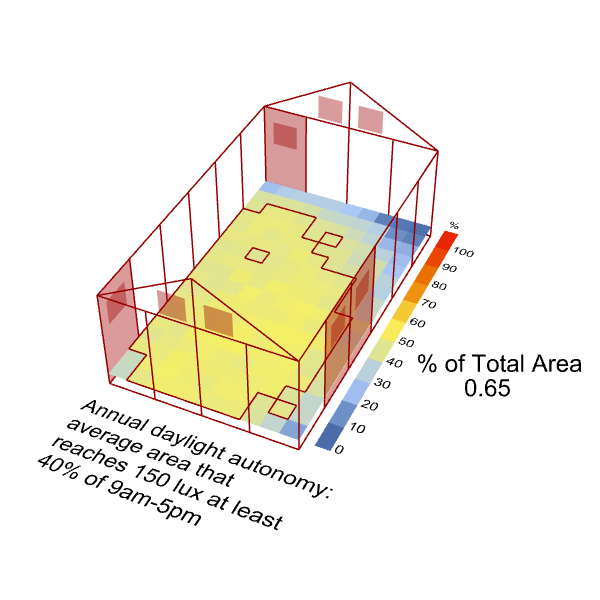 %
100
90
80
70
60
50
40
30
20
10
0
% of Total Area
0.65
Annual daylight autonomy:
average area that
reaches 150 lux at least
40% of 9am-5pm